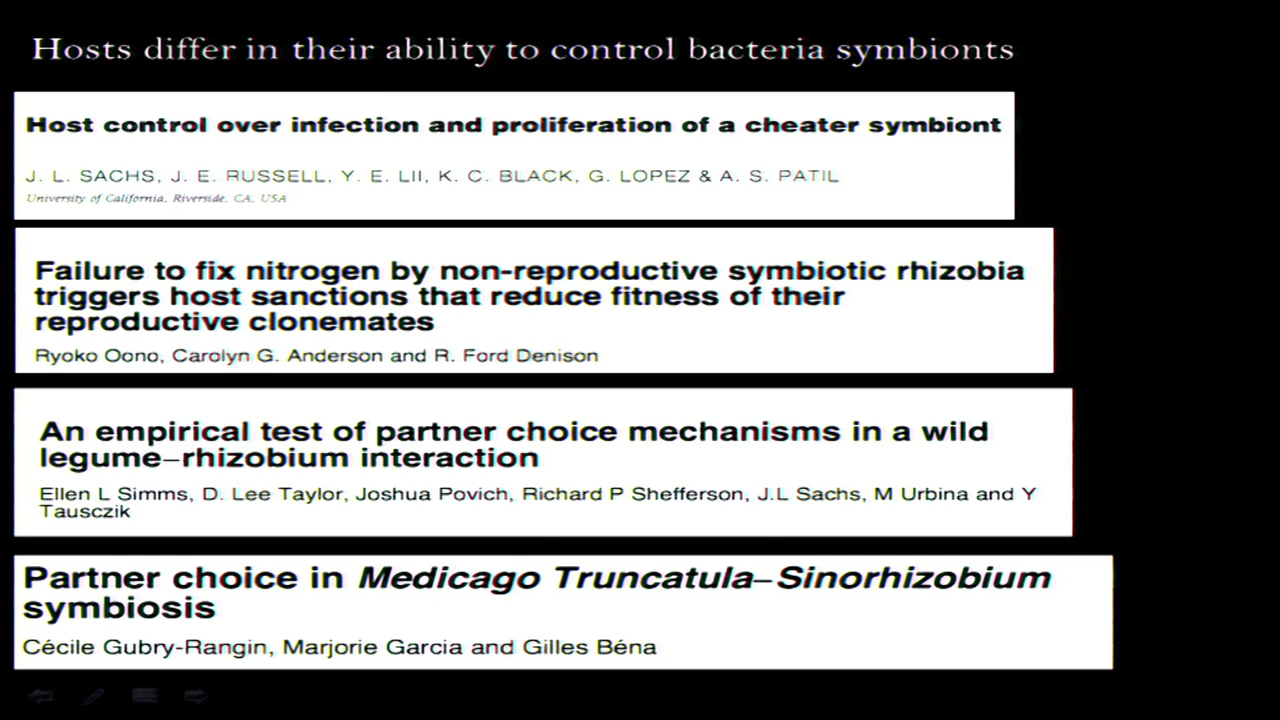 Hosts differ in their ability to control bacteria symbionts
Host control over infection and proliferation of a cheater symbiont
J. L. SACHS, J. E. RUSSELL, Y. E. LII, K. C. BLACK, G. LOPEZ & A. S. PATIL
University of California, Riverside, CA, USA
Failure to fix nitrogen by non-reproductive symbiotic rhizobia
triggers host sanctions that reduce fitness of their
reproductive clonemates
Ryoko Oono, Carolyn G. Anderson and R. Ford Denison
An empirical test of partner choice mechanisms in a wild
legume–rhizobium interaction
Ellen L Simms, D. Lee Taylor, Joshua Povich, Richard P Shefferson, J.L Sachs, M Urbina and Y
Tausczik
Partner choice in Medicago Truncatula–Sinorhizobium
symbiosis
Cécile Gubry-Rangin, Marjorie Garcia and Gilles Béna